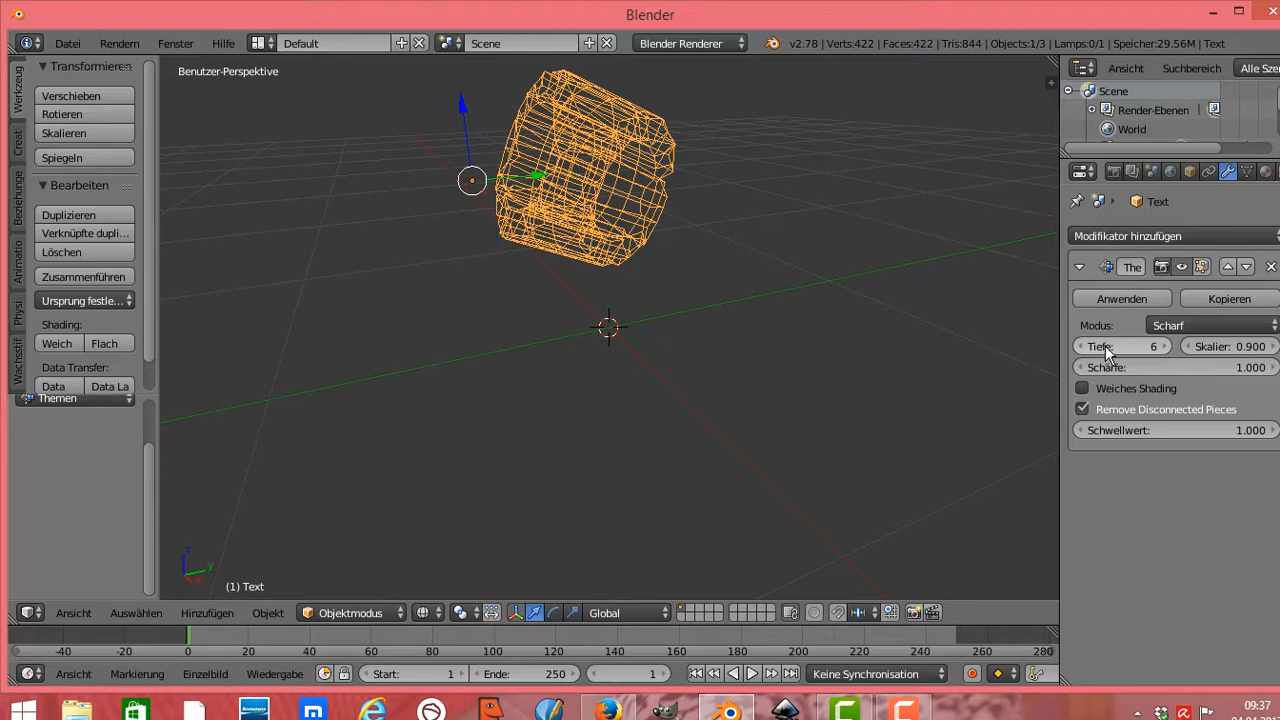 Blender
Datei Rendern Fenster Hilfe Default Scene Blender Renderer v2.78 | Verts:422 | Faces:422 | Tris:844 | Objects:1/3 | Lamps:0/1 | Speicher:29.56M | Text
Transformieren
Verschieben
Rotieren
Skalieren
Spiegeln
Bearbeiten
Duplizieren
Verknüpfte dupli...
Löschen
Zusammenführen
Ursprung festle...
Shading:
Weich Flach
Data Transfer:
Data Data La
Themen
Werkzeug
Creat
Beziehunge
Animatio
Physi
Wachsstif
Benutzer-Perspektive
z
y
x
(1) Text
Ansicht Suchbereich Alle Sze
Scene
Render-Ebenen
World
Text
Modifikator hinzufügen
The
Anwenden Kopieren
Modus: Scharf
Tiefe: 6 Skalier: 0.900
Schärfe: 1.000
Weiches Shading
Remove Disconnected Pieces
Schwellwert: 1.000
Ansicht Auswählen Hinzufügen Objekt Objektmodus Global
-40 -20 0 20 40 60 80 100 120 140 160 180 200 220 240 260 280
Ansicht Markierung Einzelbild Wiedergabe Start: 1 Ende: 250 1 Keine Synchronisation
lenovo
09:37